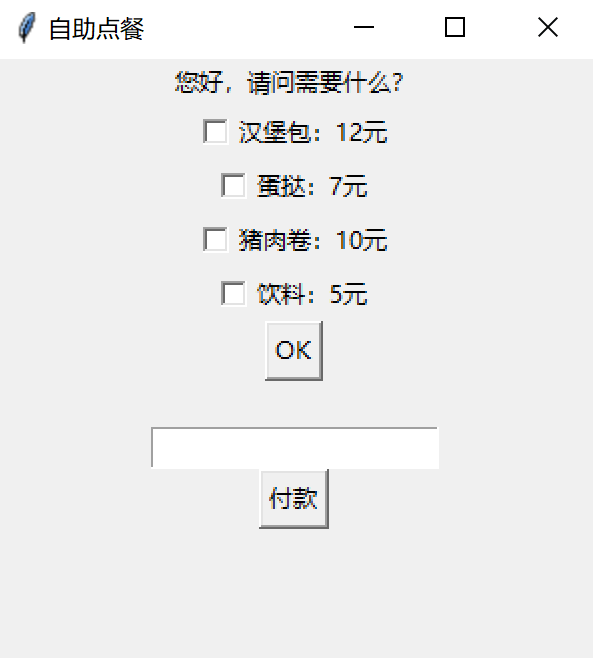 自助点餐
您好，请问需要什么？
汉堡包：12元
蛋挞：7元
猪肉卷：10元
饮料：5元
OK
付款